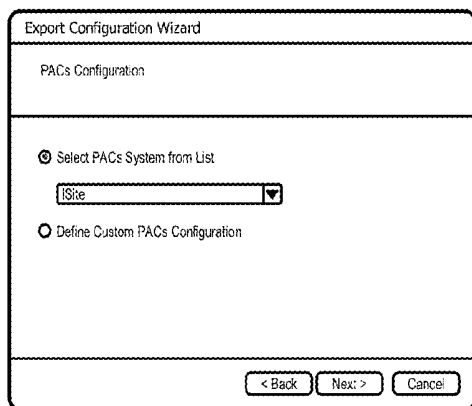 Export Configuration Wizard
PACs Configuration
Select PACs System from List
iSite
Define Custom PACs Configuration
< Back Next > Cancel